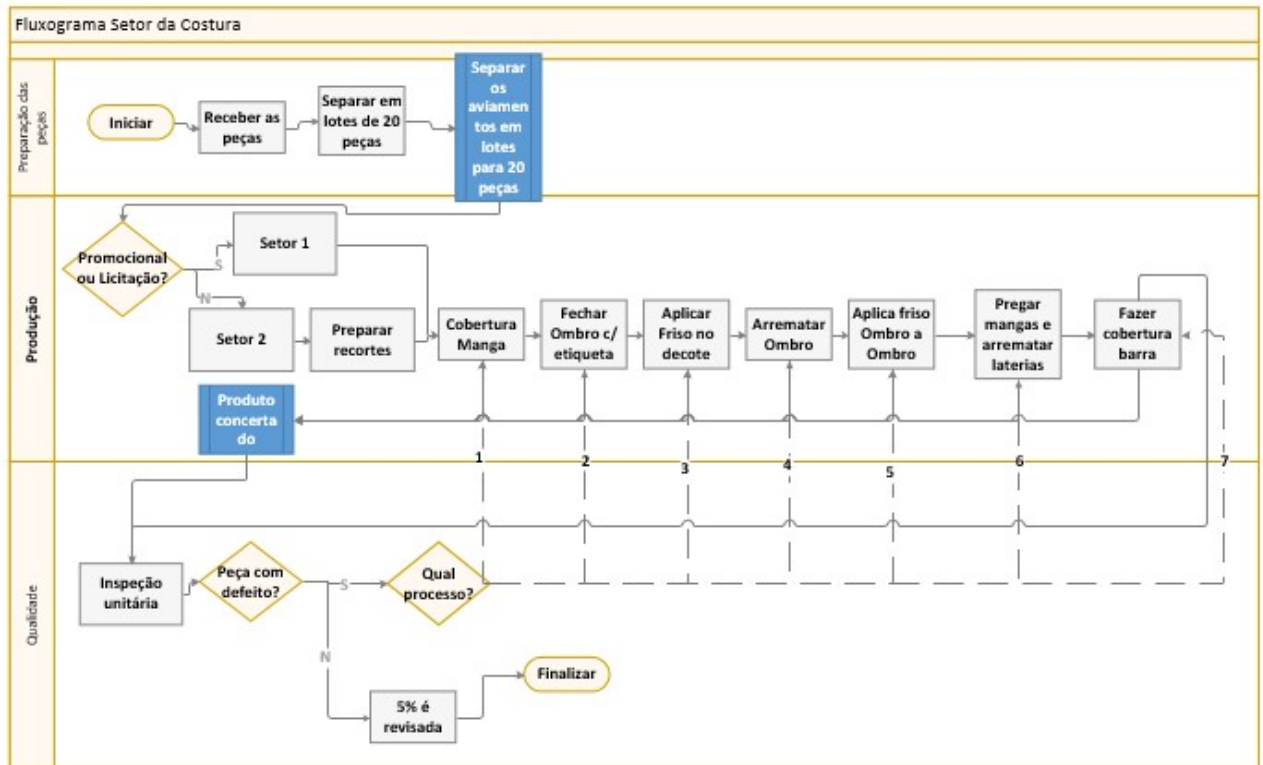 Fluxograma Setor da Costura
Preparação das
peças
Iniciar
Receber as
peças
Separar em
lotes de 20
peças
Separar
os
aviamen
tos em
lotes
para 20
peças
Produção
Promocional
ou Licitação?
S
N
Setor 1
Setor 2
Preparar
recortes
Cobertura
Manga
Fechar
Ombro c/
etiqueta
Aplicar
Friso no
decote
Arrematar
Ombro
Aplica friso
Ombro a
Ombro
Pregar
mangas e
arrematar
laterias
Fazer
cobertura
barra
Produto
concerta
do
1
2
3
4
5
6
7
Qualidade
Inspeção
unitária
Peça com
defeito?
S
N
Qual
processo?
5% é
revisada
Finalizar